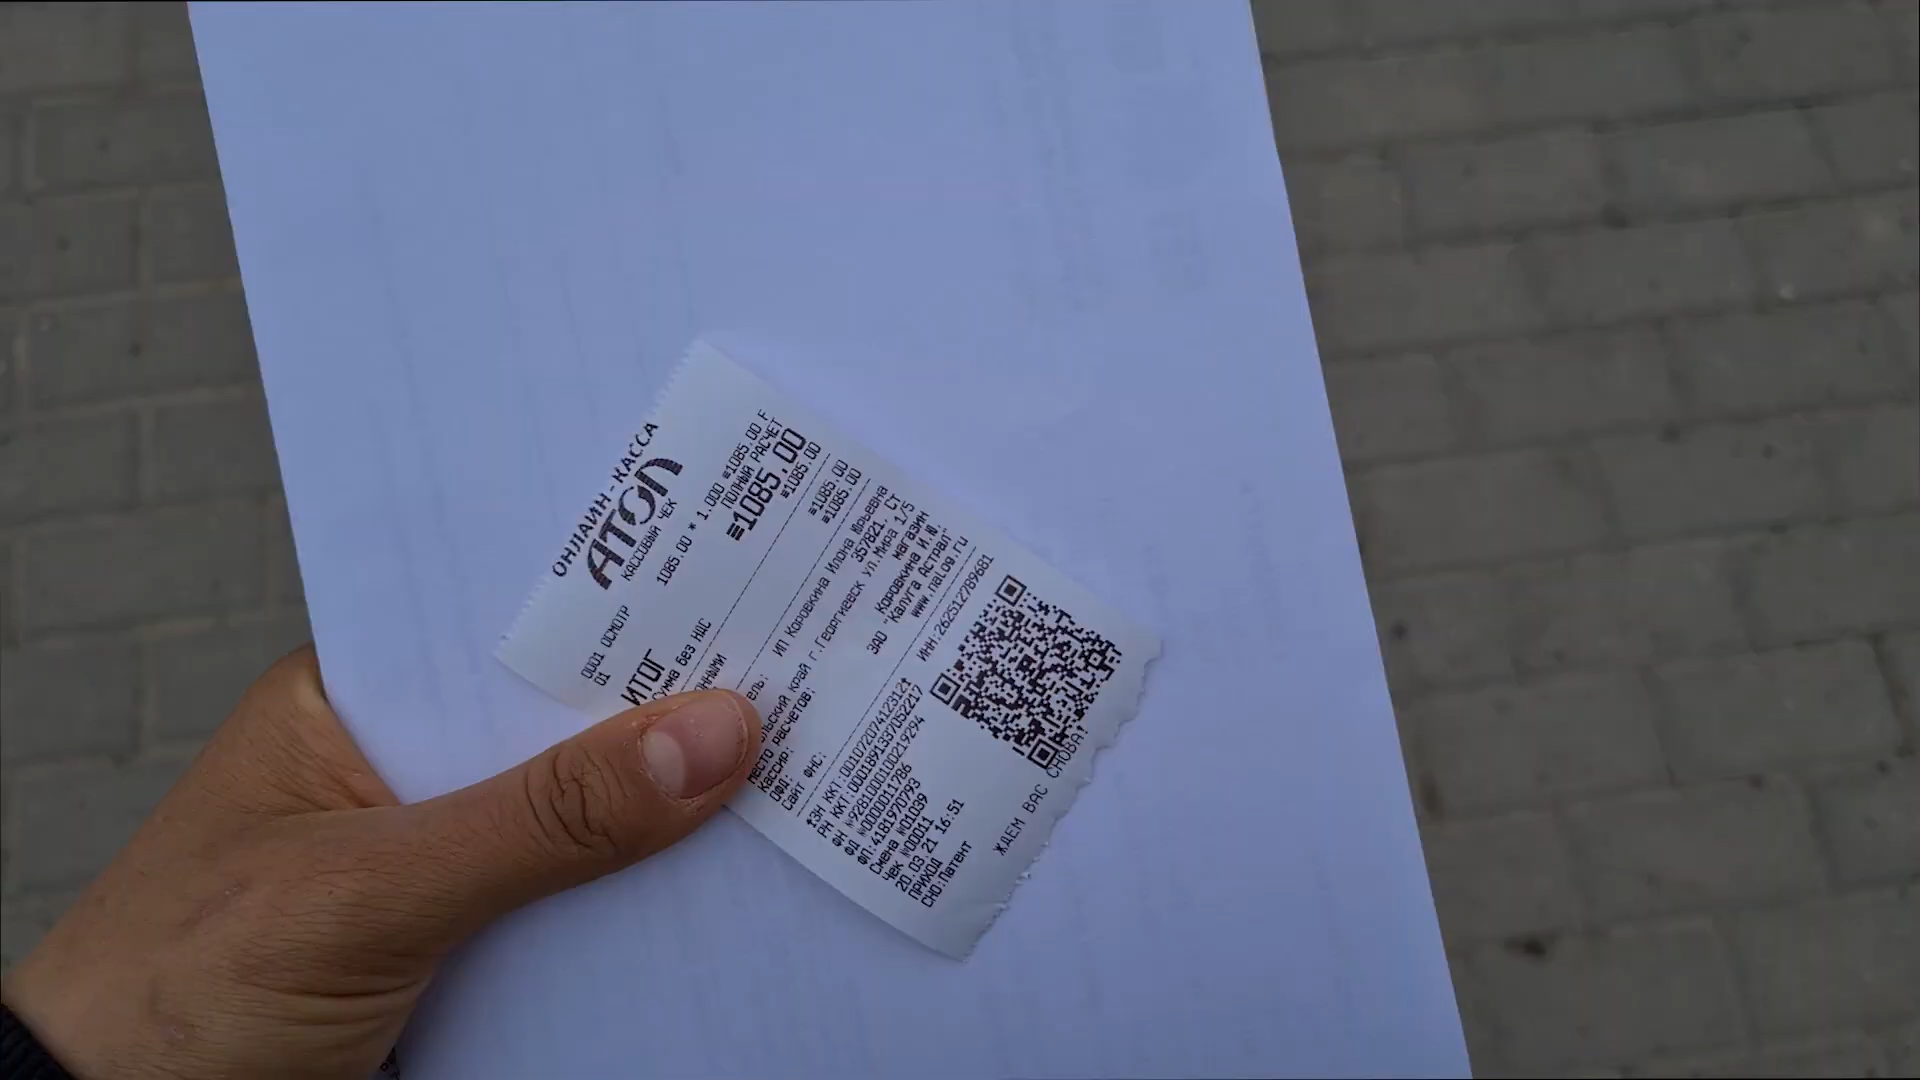 ОНЛАЙН-КАССА
АТОЛ
КАССОВЫЙ ЧЕК
0001 ОСМОТР
01 1085.00 * 1.000 ≡1085.00
ПОЛНЫЙ РАСЧЕТ
ИТОГ ≡1085.00
Сумма без НДС ≡1085.00
≡1085.00
≡1085.00
ИП Коровкина Илона Юрьевна
357821, Ст
край г.Георгиевск ул.Мира 1/5
место расчетов: магазин
Кассир: Коровкина И.Ю.
ОФД: ЗАО "Калуга Астрал"
Сайт ФНС: www.nalog.ru
ИНН:262512789681
ЗН ККТ:00107207412312
РН ККТ:0001891337052217
ФН №9281000100219294
ФД №0000011786
ФП:4181970793
Смена №01039
Чек №00011
20.03.21 16:51
ПРИХОД
СНО:Патент
ЖДЕМ ВАС СНОВА!